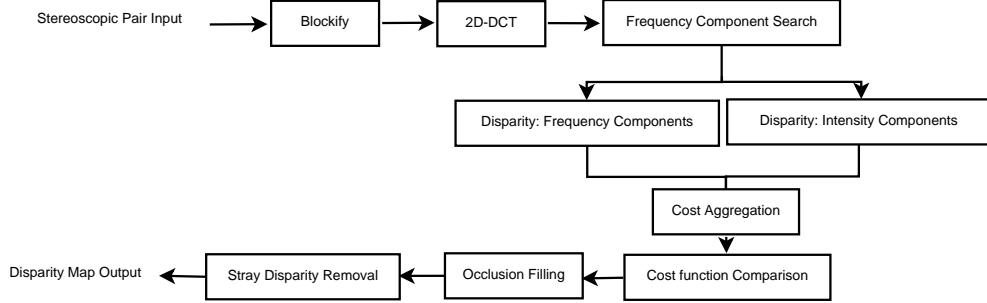 Stereoscopic Pair Input
Blockify
2D-DCT
Frequency Component Search
Disparity: Frequency Components
Disparity: Intensity Components
Cost Aggregation
Cost function Comparison
Occlusion Filling
Stray Disparity Removal
Disparity Map Output